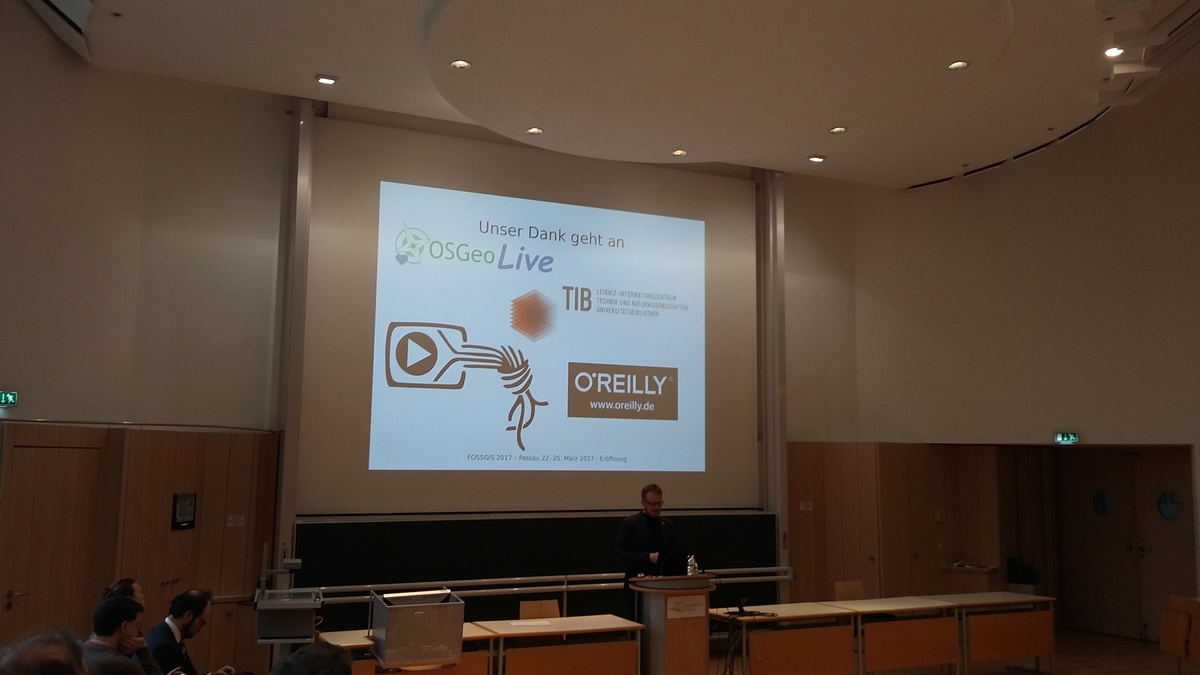 Unser Dank geht an
OSGeo Live
TIB
LEIBNIZ-INFORMATIONSZENTRUM
TECHNIK UND NATURWISSENSCHAFTEN
UNIVERSITÄTSBIBLIOTHEK
O'REILLY®
www.oreilly.de
FOSSGIS 2017 – Passau 22.-25. März 2017 - Eröffnung